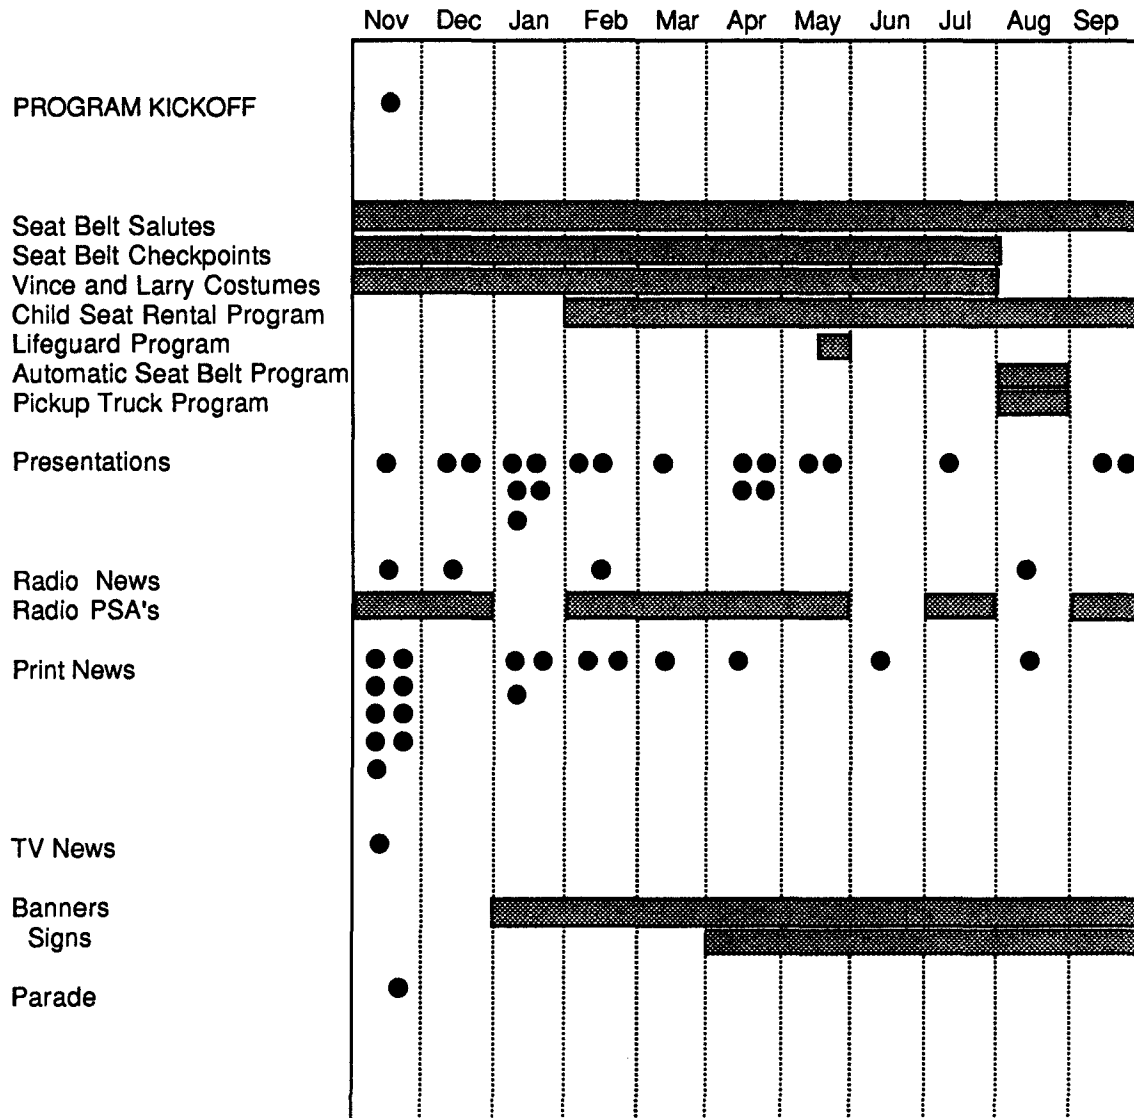 Nov Dec Jan Feb Mar Apr May Jun Jul Aug Sep
PROGRAM KICKOFF
Seat Belt Salutes
Seat Belt Checkpoints
Vince and Larry Costumes
Child Seat Rental Program
Lifeguard Program
Automatic Seat Belt Program
Pickup Truck Program
Presentations
Radio News
Radio PSA's
Print News
TV News
Banners
Signs
Parade